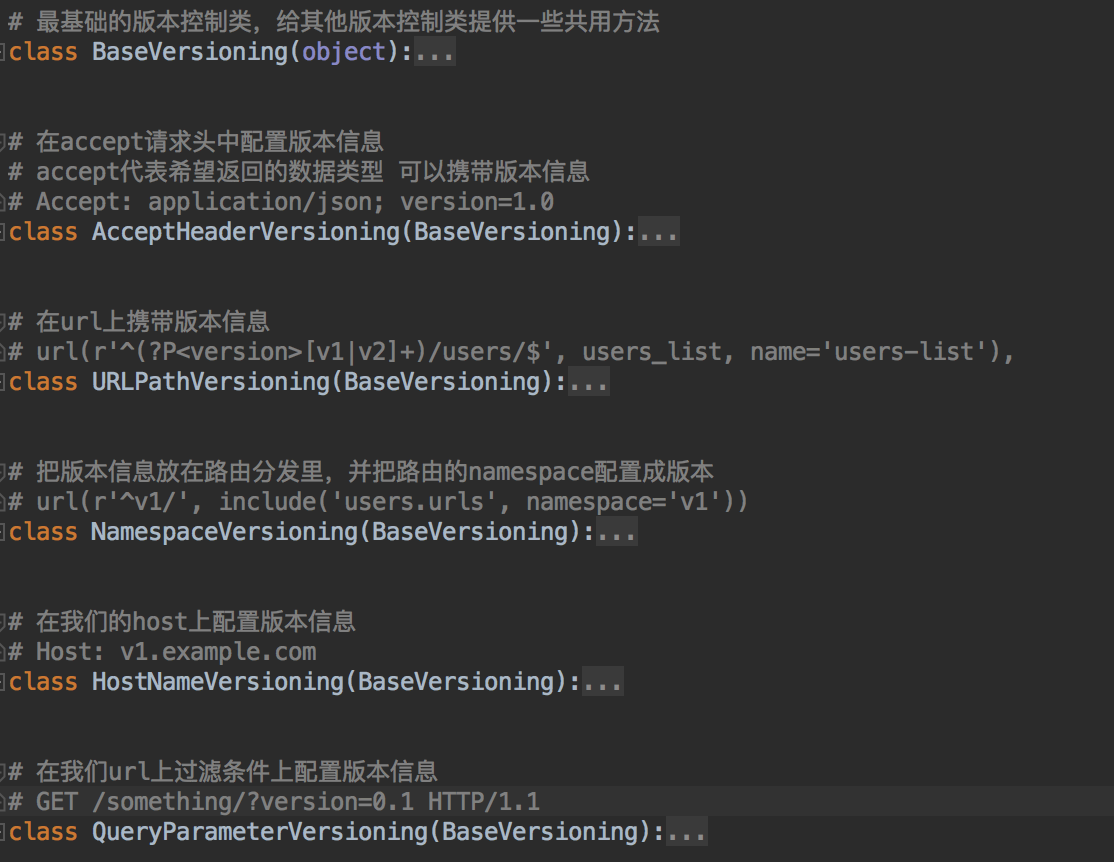 # 最基础的版本控制类，给其他版本控制类提供一些共用方法
class BaseVersioning(object):...
# 在accept请求头中配置版本信息
# accept代表希望返回的数据类型 可以携带版本信息
# Accept: application/json; version=1.0
class AcceptHeaderVersioning(BaseVersioning):...
# 在url上携带版本信息
# url(r'^(?P<version>[v1|v2]+)/users/$', users_list, name='users-list'),
class URLPathVersioning(BaseVersioning):...
# 把版本信息放在路由分发里，并把路由的namespace配置成版本
# url(r'^v1/', include('users.urls', namespace='v1'))
class NamespaceVersioning(BaseVersioning):...
# 在我们的host上配置版本信息
# Host: v1.example.com
class HostNameVersioning(BaseVersioning):...
# 在我们url上过滤条件上配置版本信息
# GET /something/?version=0.1 HTTP/1.1
class QueryParameterVersioning(BaseVersioning):...